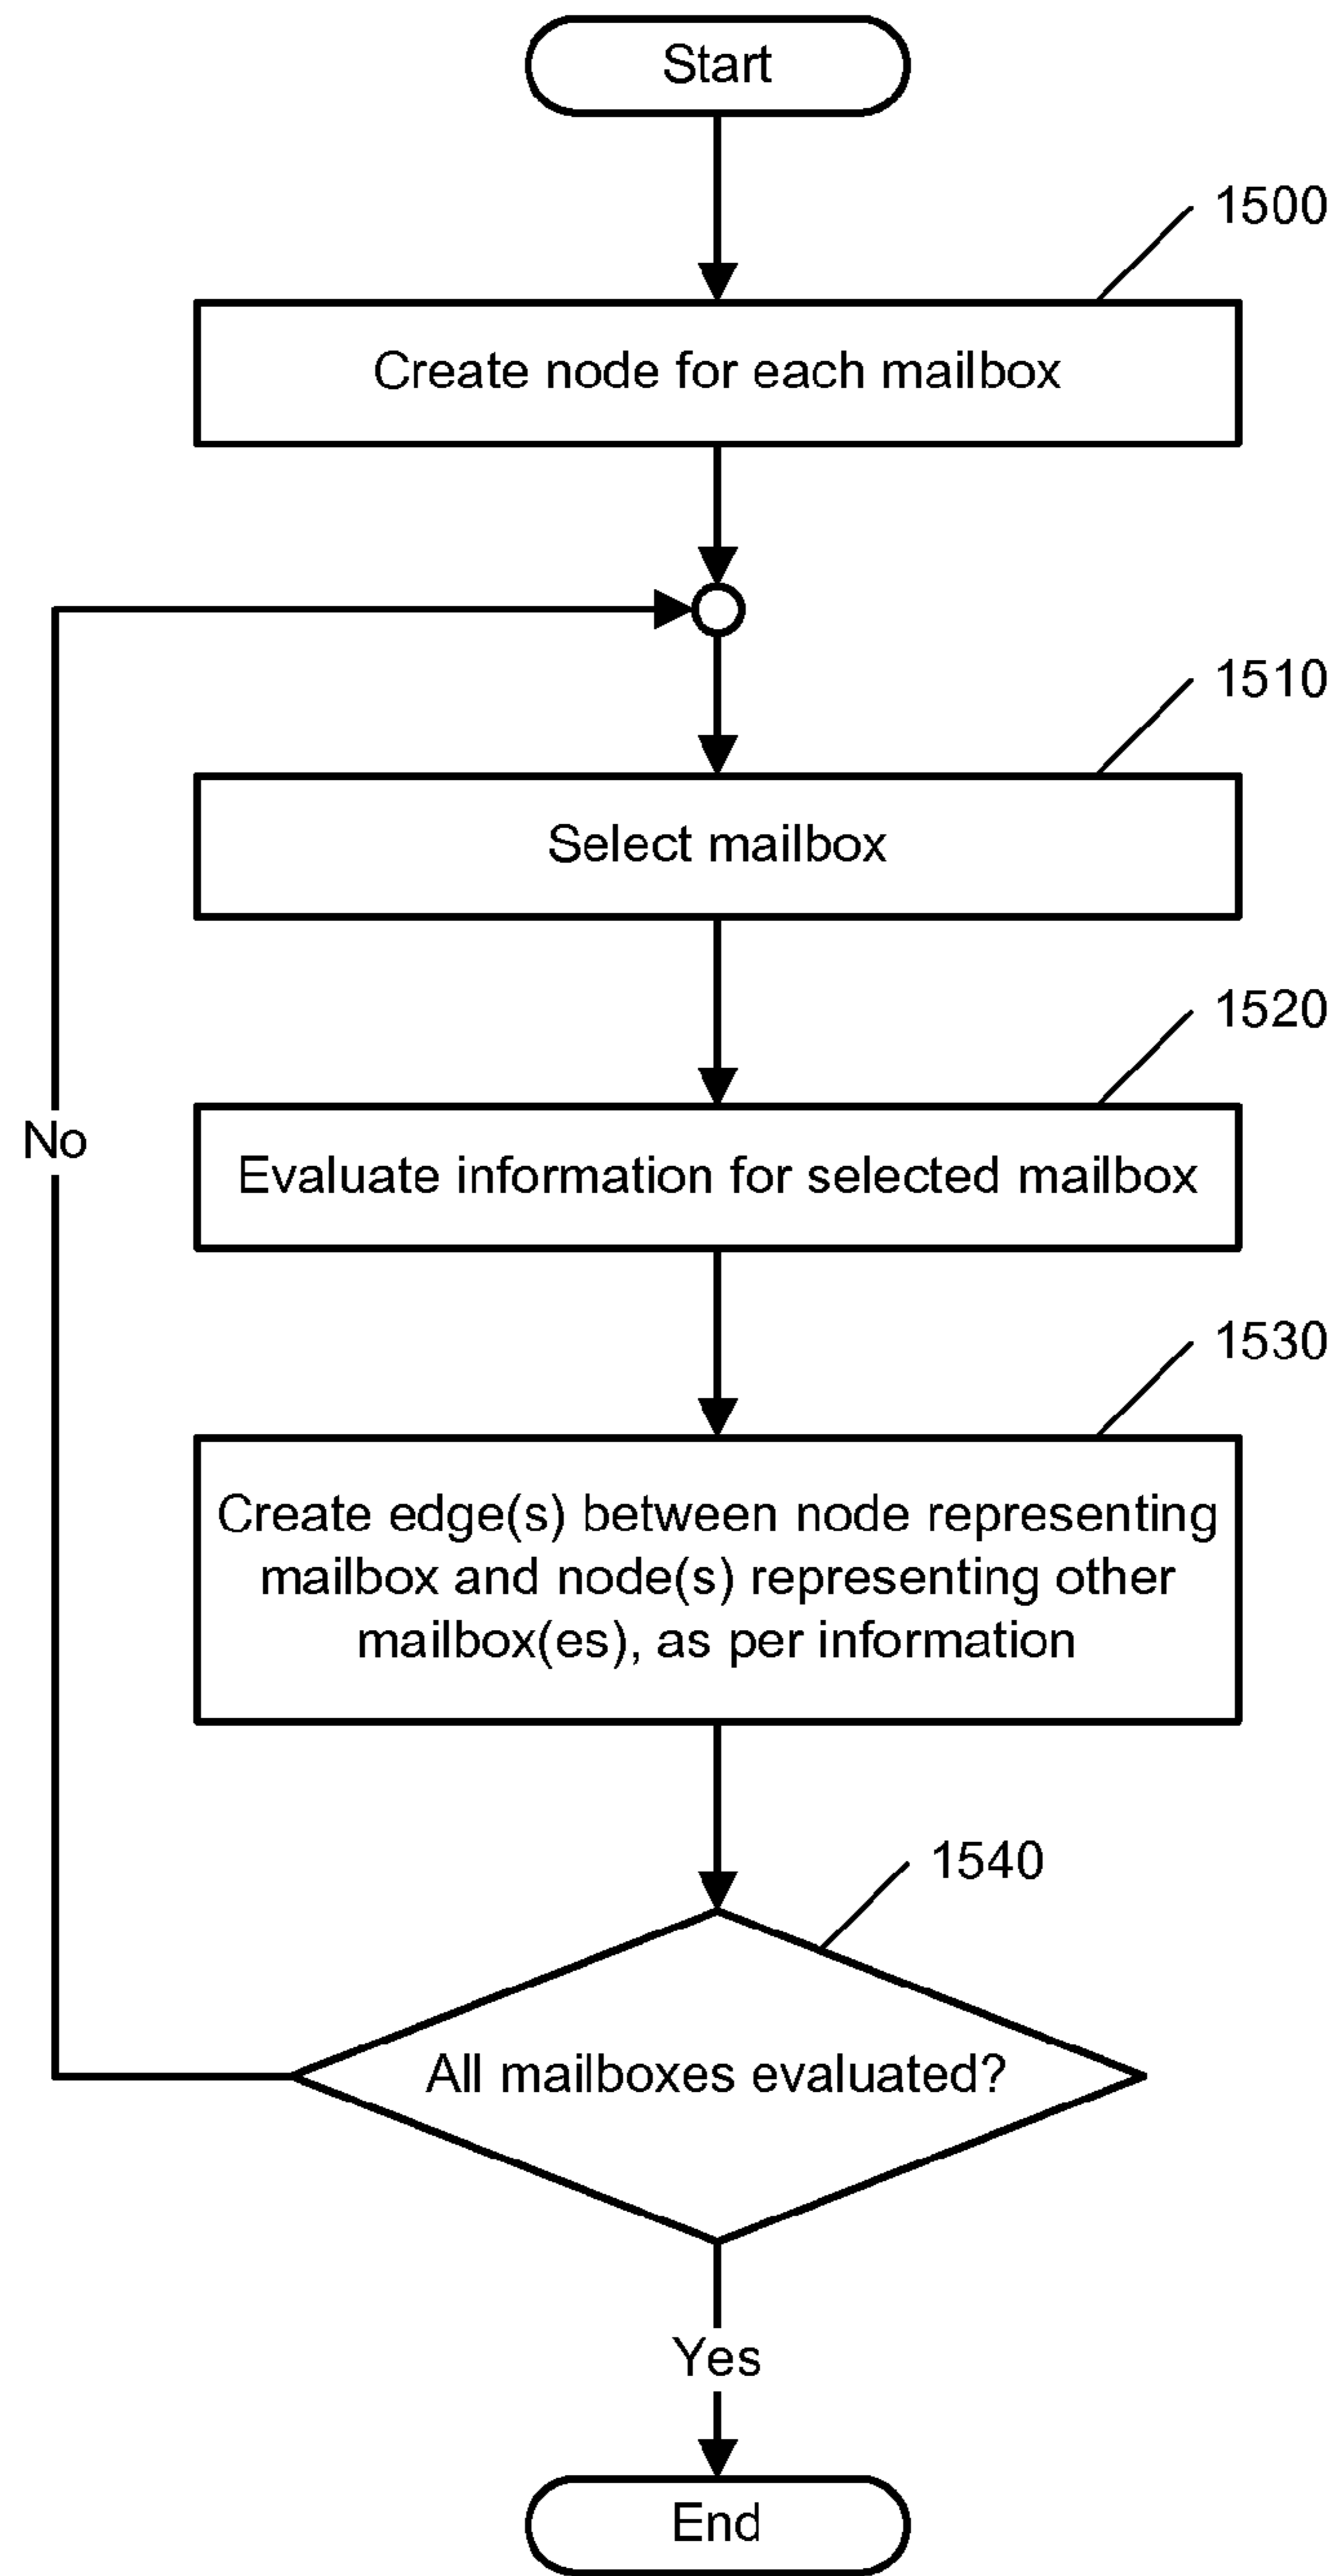 Start
1500
Create node for each mailbox
1510
Select mailbox
1520
No
Evaluate information for selected mailbox
1530
Create edge(s) between node representing
mailbox and node(s) representing other
mailbox(es), as per information
1540
All mailboxes evaluated?
Yes
End